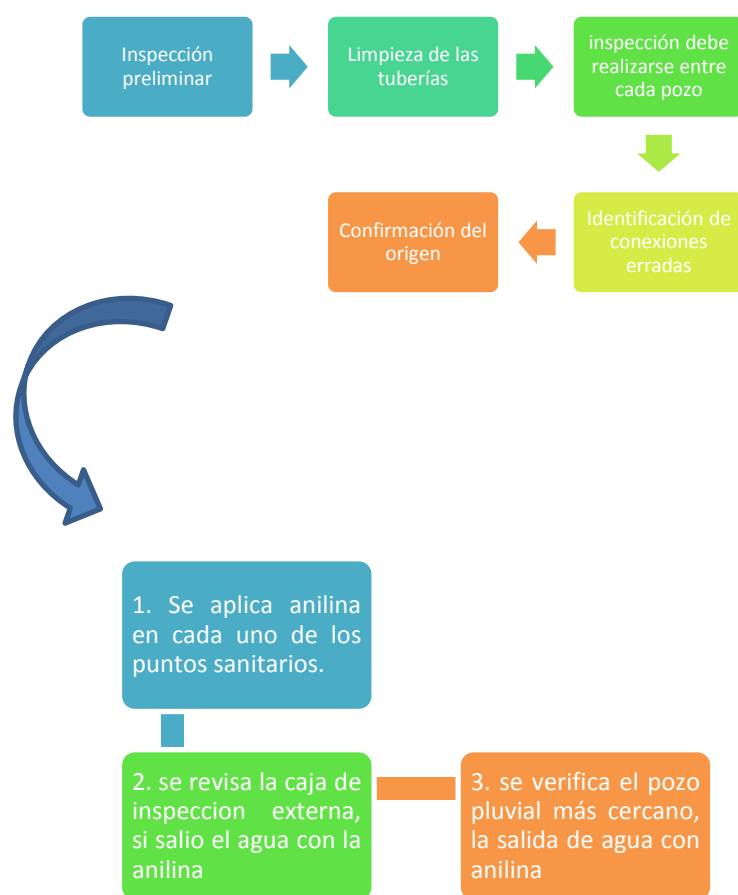 Inspección
preliminar
Limpieza de las
tuberías
inspección debe
realizarse entre
cada pozo
Identificación de
conexiones
erradas
Confirmación del
origen
1. Se aplica anilina
en cada uno de los
puntos sanitarios.
2. se revisa la caja de
inspeccion externa,
si salio el agua con la
anilina
3. se verifica el pozo
pluvial más cercano,
la salida de agua con
anilina